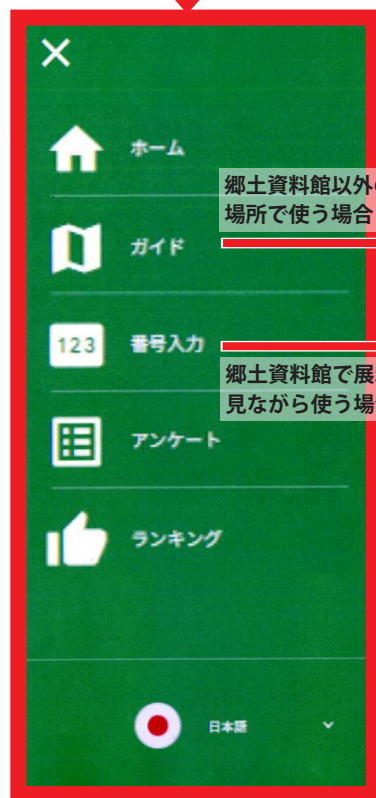 ホーム
郷土資料館以外の
場所で使う場合
ガイド
123
番号入力
郷土資料館で展
見ながら使う場
アンケート
ランキング
日本語